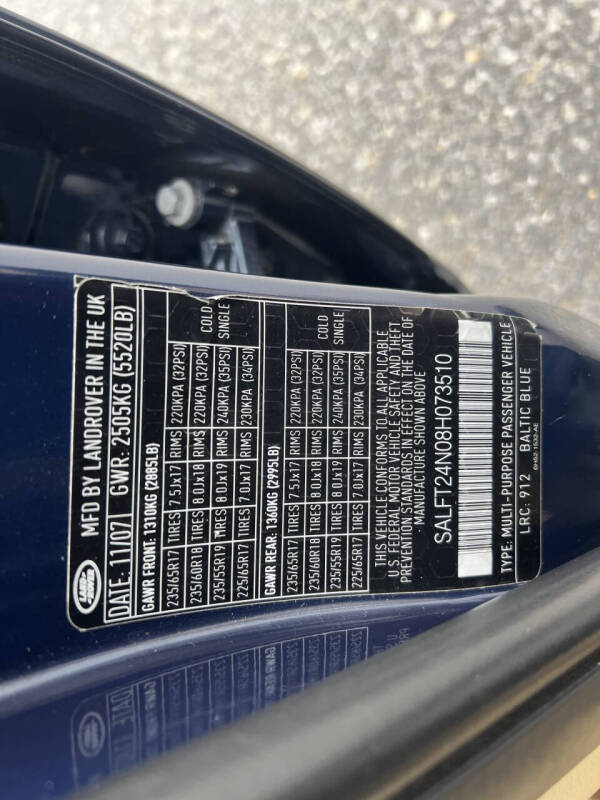 LAND ROVER
MFD BY LANDROVER IN THE UK
DATE: 11/07 GWR: 2505KG (5520LB)
GAWR FRONT: 1310KG (2885LB)
235/65R17 TIRES 7.5Jx17 RIMS 220KPA (32PSI)
235/60R18 TIRES 8.0Jx18 RIMS 220KPA (32PSI) COLD
235/55R19 TIRES 8.0Jx19 RIMS 240KPA (35PSI) SINGLE
225/65R17 TIRES 7.0Jx17 RIMS 230KPA (34PSI)
GAWR REAR: 1360KG (2995LB)
235/65R17 TIRES 7.5Jx17 RIMS 220KPA (32PSI)
235/60R18 TIRES 8.0Jx18 RIMS 220KPA (32PSI) COLD
235/55R19 TIRES 8.0Jx19 RIMS 240KPA (35PSI) SINGLE
225/65R17 TIRES 7.0Jx17 RIMS 230KPA (34PSI)
THIS VEHICLE CONFORMS TO ALL APPLICABLE
U.S FEDERAL MOTOR VEHICLE SAFETY AND THEFT
PREVENTION STANDARDS IN EFFECT ON THE DATE OF
MANUFACTURE SHOWN ABOVE
SALFT24N08H073510
TYPE: MULTI-PURPOSE PASSENGER VEHICLE
LRC: 912 BALTIC BLUE
6H52-1532-AE